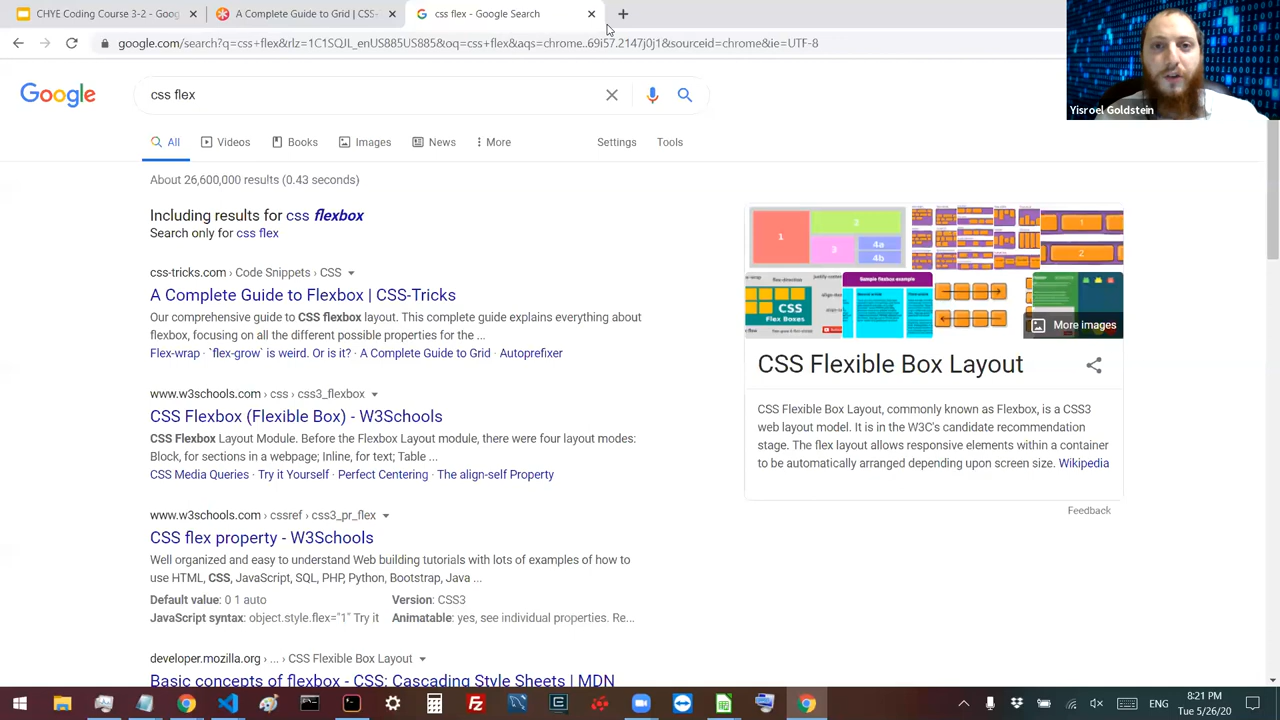 CHYE Coding Course 3-2 - Goog
A Complete Guide to Grid | CSS-
css flex - Google Search
google.com/search?q=css+flex&rlz=1C1SQJL_en
oq=css+flex&aqs=chrome..69i57.2147j0j1&sourceid=chrome&ie=UTF-8
Yisroel Goldstein
Google
css flex
All
Videos
Books
Images
News
More
Settings
Tools
About 26,600,000 results (0.43 seconds)
Including results for css flexbox
Search only for css flex
css-tricks.com
A Complete Guide to Flexbox | CSS-Tricks
Our comprehensive guide to CSS flexbox layout. This complete guide explains everything about
flexbox, focusing on all the different possible properties for the ...
Flex-wrap · `flex-grow` is weird. Or is it? · A Complete Guide to Grid · Autoprefixer
www.w3schools.com › css › css3_flexbox
CSS Flexbox (Flexible Box) - W3Schools
CSS Flexbox Layout Module. Before the Flexbox Layout module, there were four layout modes:
Block, for sections in a webpage; Inline, for text; Table ...
CSS Media Queries · Try it Yourself · Perfect Centering · The align-self Property
www.w3schools.com › cssref › css3_pr_flex
CSS flex property - W3Schools
Well organized and easy to understand Web building tutorials with lots of examples of how to
use HTML, CSS, JavaScript, SQL, PHP, Python, Bootstrap, Java ...
Default value: 0 1 auto
Version: CSS3
JavaScript syntax: object.style.flex="1" Try it
Animatable: yes, see individual properties. Re...
developer.mozilla.org › ... › CSS Flexible Box Layout
Basic concepts of flexbox - CSS: Cascading Style Sheets | MDN
1
3
3
4a
4b
1
2
CSS
Flex Boxes
Sample flexbox example
More images
CSS Flexible Box Layout
CSS Flexible Box Layout, commonly known as Flexbox, is a CSS3
web layout model. It is in the W3C's candidate recommendation
stage. The flex layout allows responsive elements within a container
to be automatically arranged depending upon screen size. Wikipedia
Feedback
ENG
8:21 PM
Tue 5/26/20